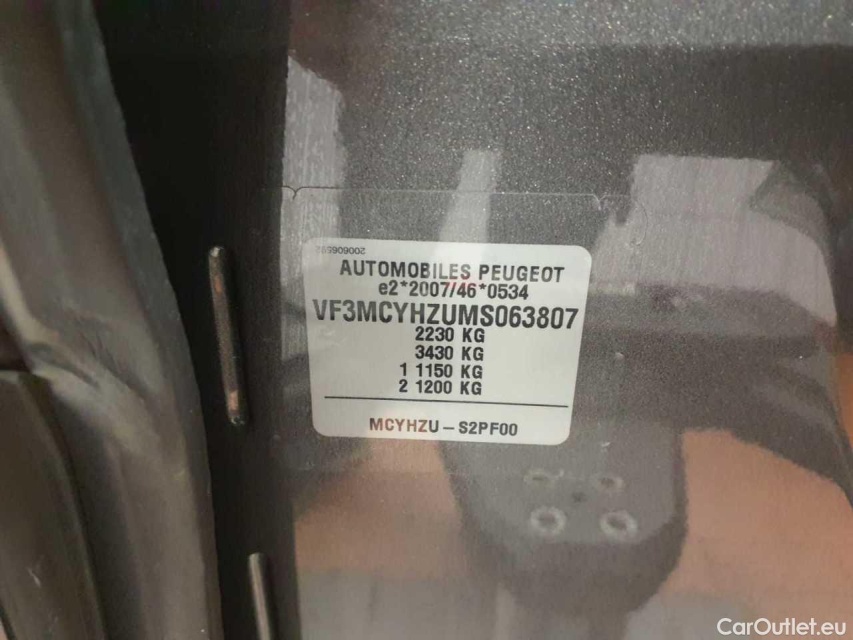 AUTOMOBILES PEUGEOT
e2*2007/46*0534
VF3MCYHZUMS063807
2230 KG
3430 KG
1 1150 KG
2 1200 KG
MCYHZU – S2PF00
CarOutlet.eu